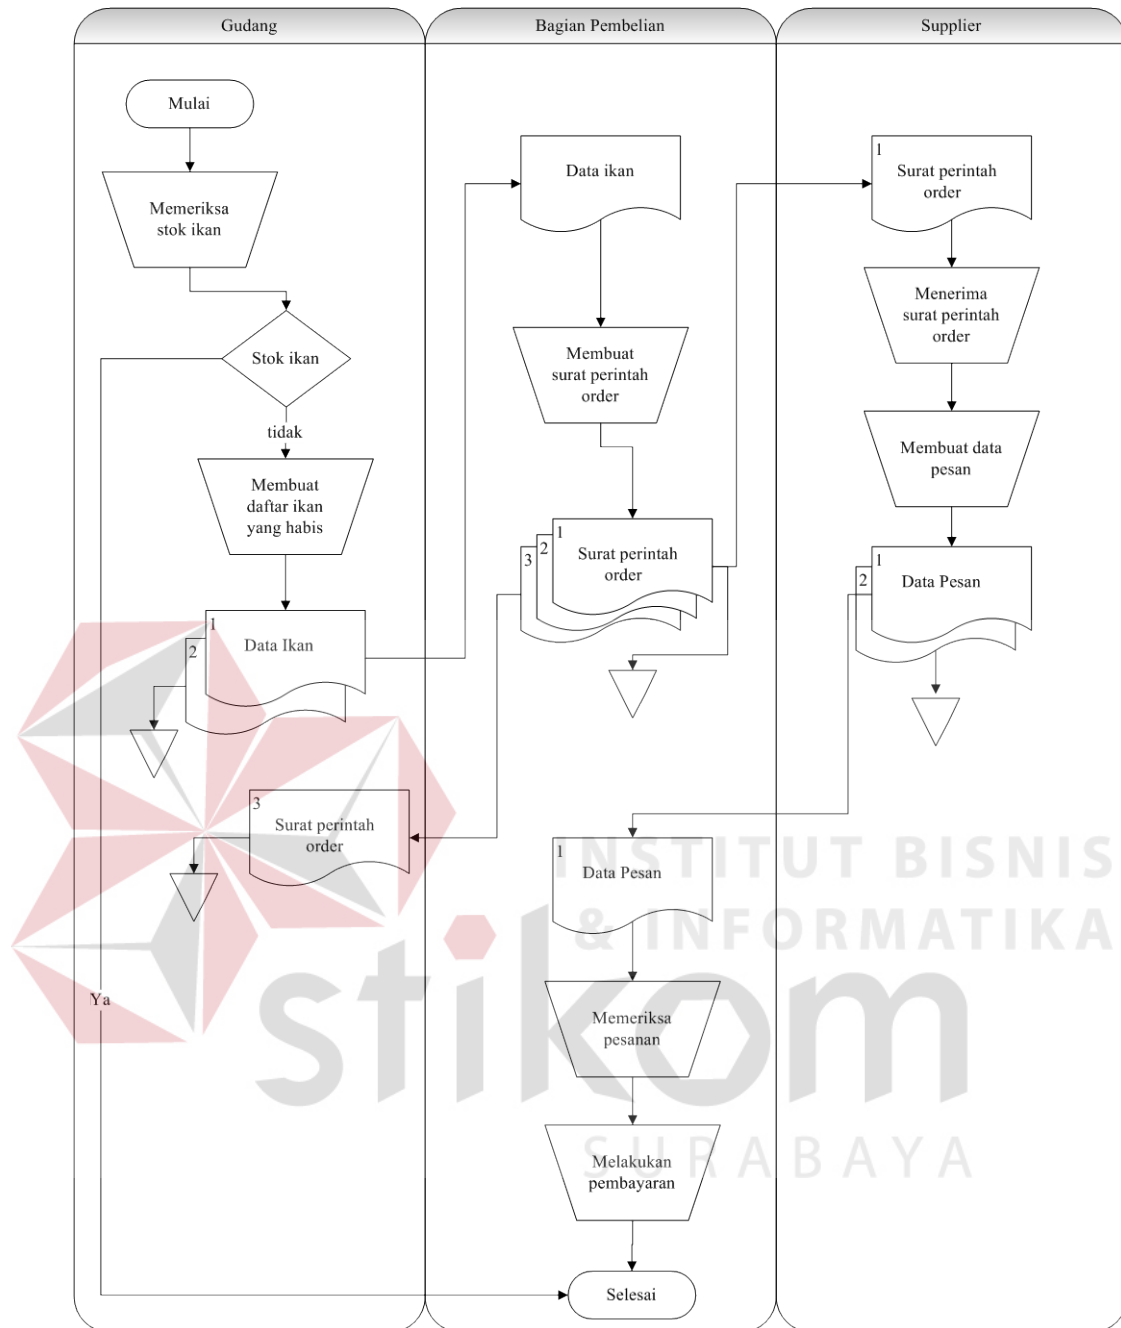 Gudang
Bagian Pembelian
Supplier
Mulai
Memeriksa
stok ikan
Stok ikan
tidak
Membuat
daftar ikan
yang habis
1
Data Ikan
2
3
Surat perintah
order
Ya
Data ikan
Membuat
surat perintah
order
1
2
3
Surat perintah
order
1
Data Pesan
Memeriksa
pesanan
Melakukan
pembayaran
Selesai
1
Surat perintah
order
Menerima
surat perintah
order
Membuat data
pesan
1
2
Data Pesan
INSTITUT BISNIS
& INFORMATIKA
stikom
SURABAYA